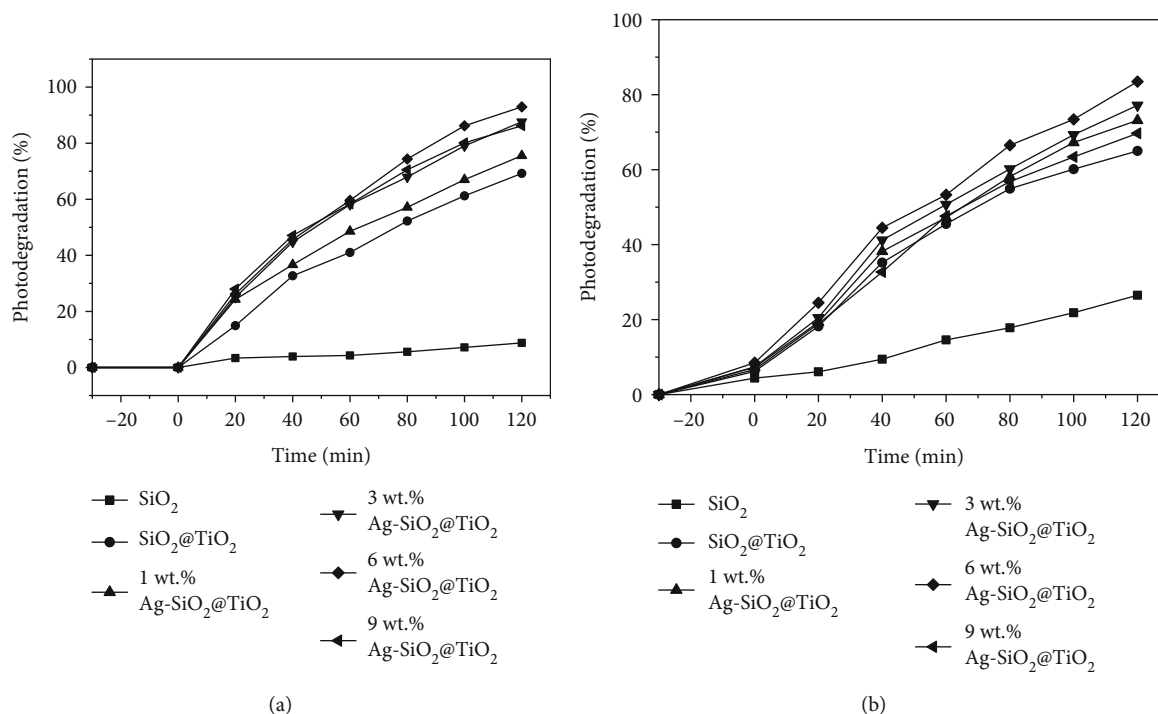 Photodegradation (%)
100
80
60
40
20
0
−20 0 20 40 60 80 100 120
Time (min)
SiO₂
SiO₂@TiO₂
1 wt.%
Ag-SiO₂@TiO₂
3 wt.%
Ag-SiO₂@TiO₂
6 wt.%
Ag-SiO₂@TiO₂
9 wt.%
Ag-SiO₂@TiO₂
(a)
Photodegradation (%)
100
80
60
40
20
0
−20 0 20 40 60 80 100 120
Time (min)
SiO₂
SiO₂@TiO₂
1 wt.%
Ag-SiO₂@TiO₂
3 wt.%
Ag-SiO₂@TiO₂
6 wt.%
Ag-SiO₂@TiO₂
9 wt.%
Ag-SiO₂@TiO₂
(b)